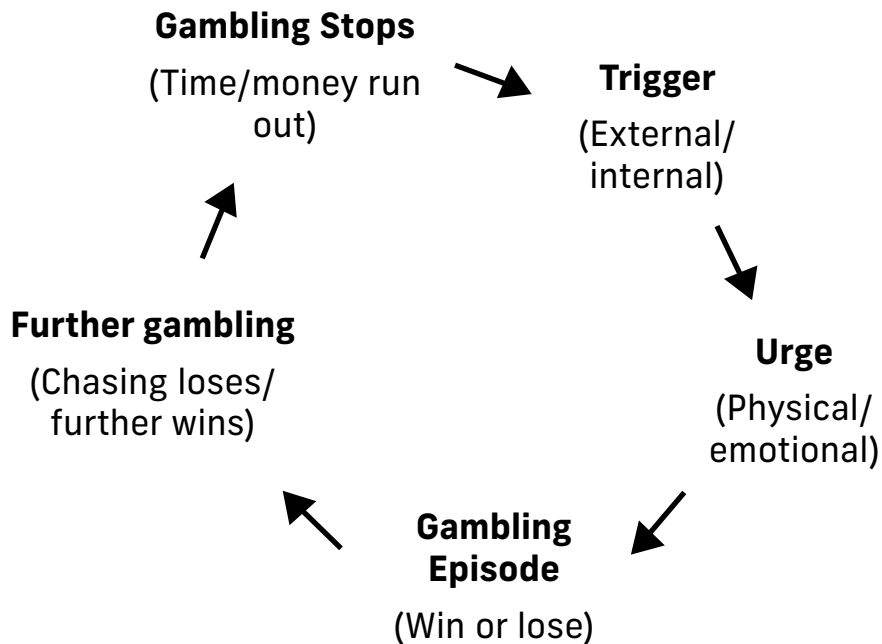 Gambling Stops
(Time/money run
out)
Trigger
(External/
internal)
Urge
(Physical/
emotional)
Gambling
Episode
(Win or lose)
Further gambling
(Chasing loses/
further wins)